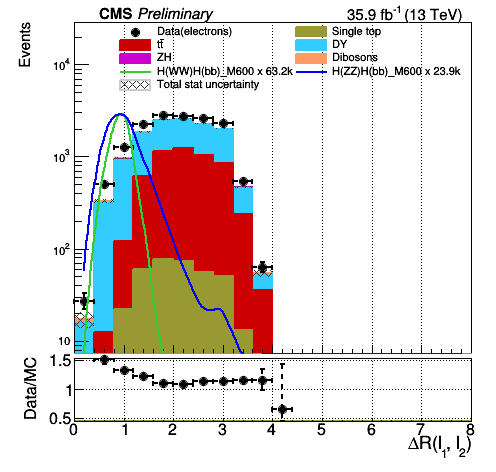 CMS Preliminary 35.9 fb⁻¹ (13 TeV)
Data(electrons) Single top
tt̄ DY
ZH Dibosons
H(WW)H(bb)_M600 x 63.2k H(ZZ)H(bb)_M600 x 23.9k
Total stat uncertainty
Events
10⁴
10³
10²
10
Data/MC
1.5
1
0.5
0 1 2 3 4 5 6 7 8
ΔR(l₁, l₂)